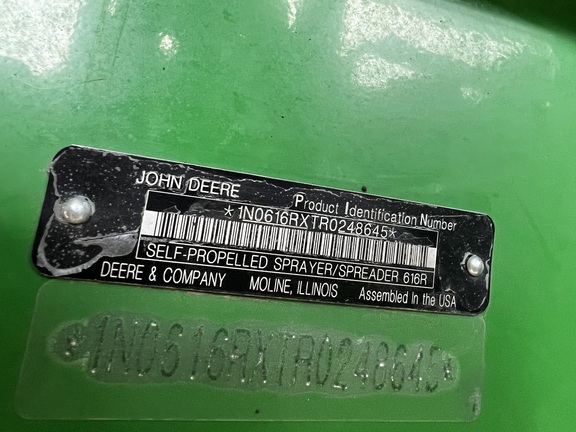 JOHN DEERE
Product Identification Number
*1N0616RXTR0248645*
SELF-PROPELLED SPRAYER/SPREADER 616R
DEERE & COMPANY MOLINE, ILLINOIS Assembled In the USA
*1N0616RXTR0248645*